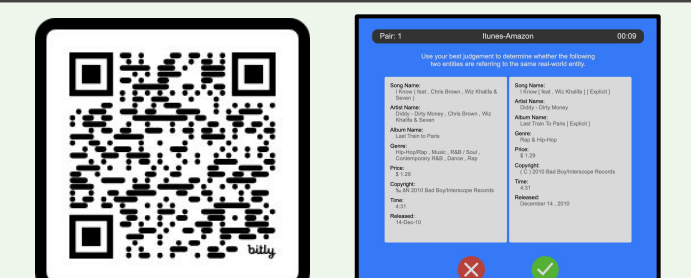 bitly
Pair: 1
Itunes-Amazon
00:09
Use your best judgement to determine whether the following
two entities are referring to the same real-world entity.
Song Name:
I Know [ feat . Chris Brown , Wiz Khalifa &
Seven ]
Artist Name:
Diddy - Dirty Money , Chris Brown , Wiz
Khalifa & Seven
Album Name:
Last Train to Paris
Genre:
Hip-Hop/Rap , Music , R&B / Soul ,
Contemporary R&B , Dance , Rap
Price:
$ 1.29
Copyright:
‰ ãN 2010 Bad Boy/Interscope Records
Time:
4:31
Released:
14-Dec-10
Song Name:
I Know [ feat . Wiz Khalifa ] [ Explicit ]
Artist Name:
Diddy - Dirty Money
Album Name:
Last Train To Paris [ Explicit ]
Genre:
Rap & Hip-Hop
Price:
$ 1.29
Copyright:
( C ) 2010 Bad Boy/Interscope Records
Time:
4:31
Released:
December 14 , 2010